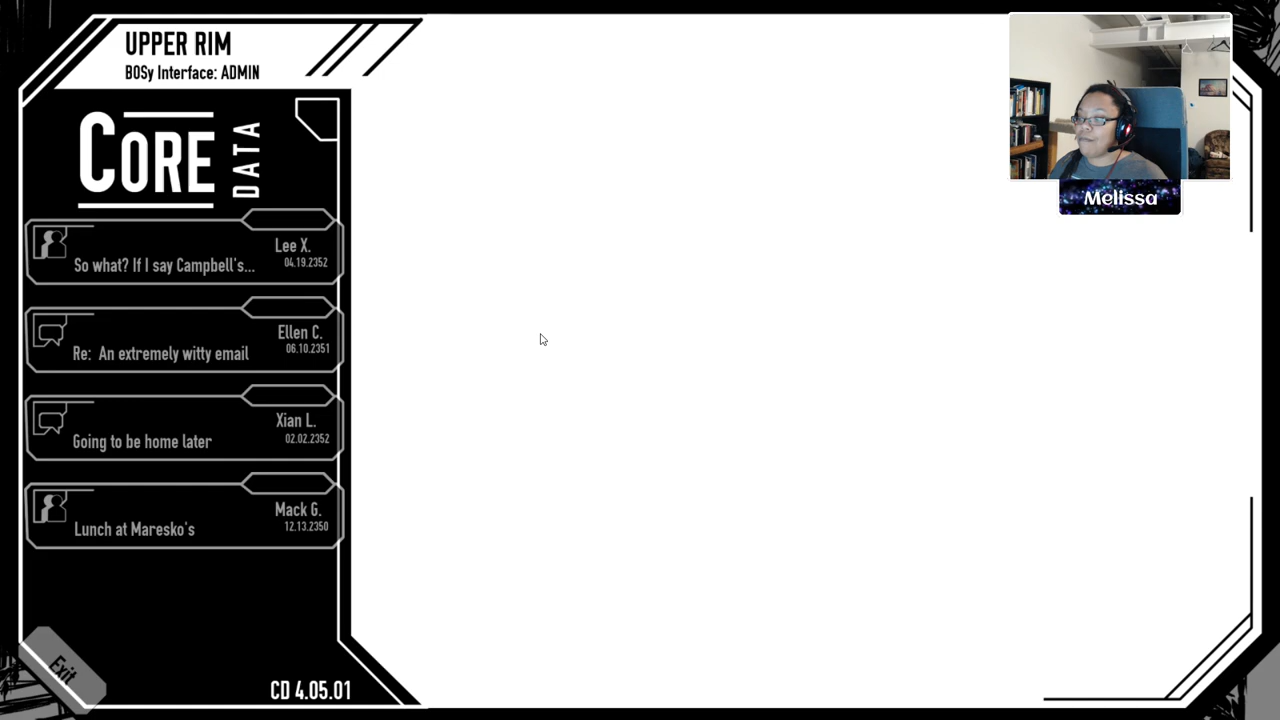 UPPER RIM
BOSy Interface: ADMIN
CORE DATA
Lee X.
So what? If I say Campbell's...
04.19.2352
Ellen C.
Re: An extremely witty email
06.10.2351
Xian L.
Going to be home later
02.02.2352
Mack G.
Lunch at Maresko's
12.13.2350
Exit
CD 4.05.01
Melissa